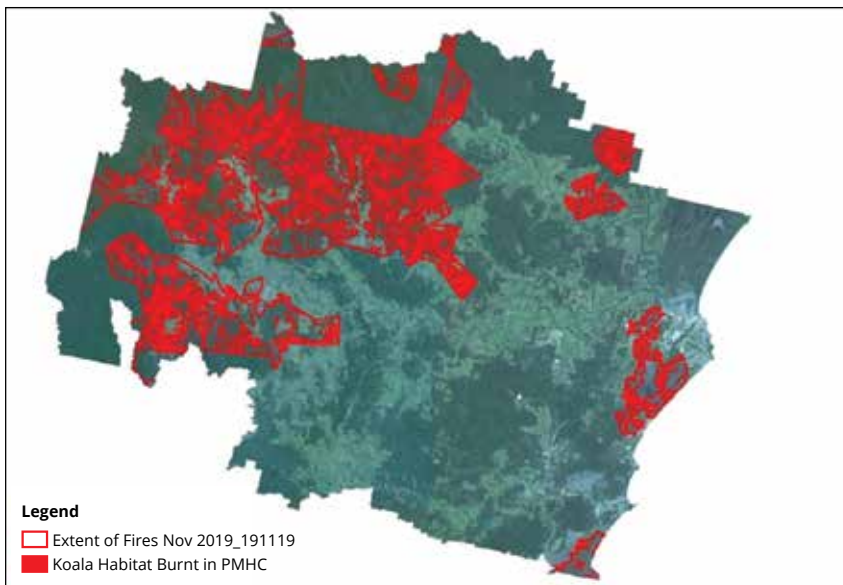 Legend
Extent of Fires Nov 2019_191119
Koala Habitat Burnt in PMHC